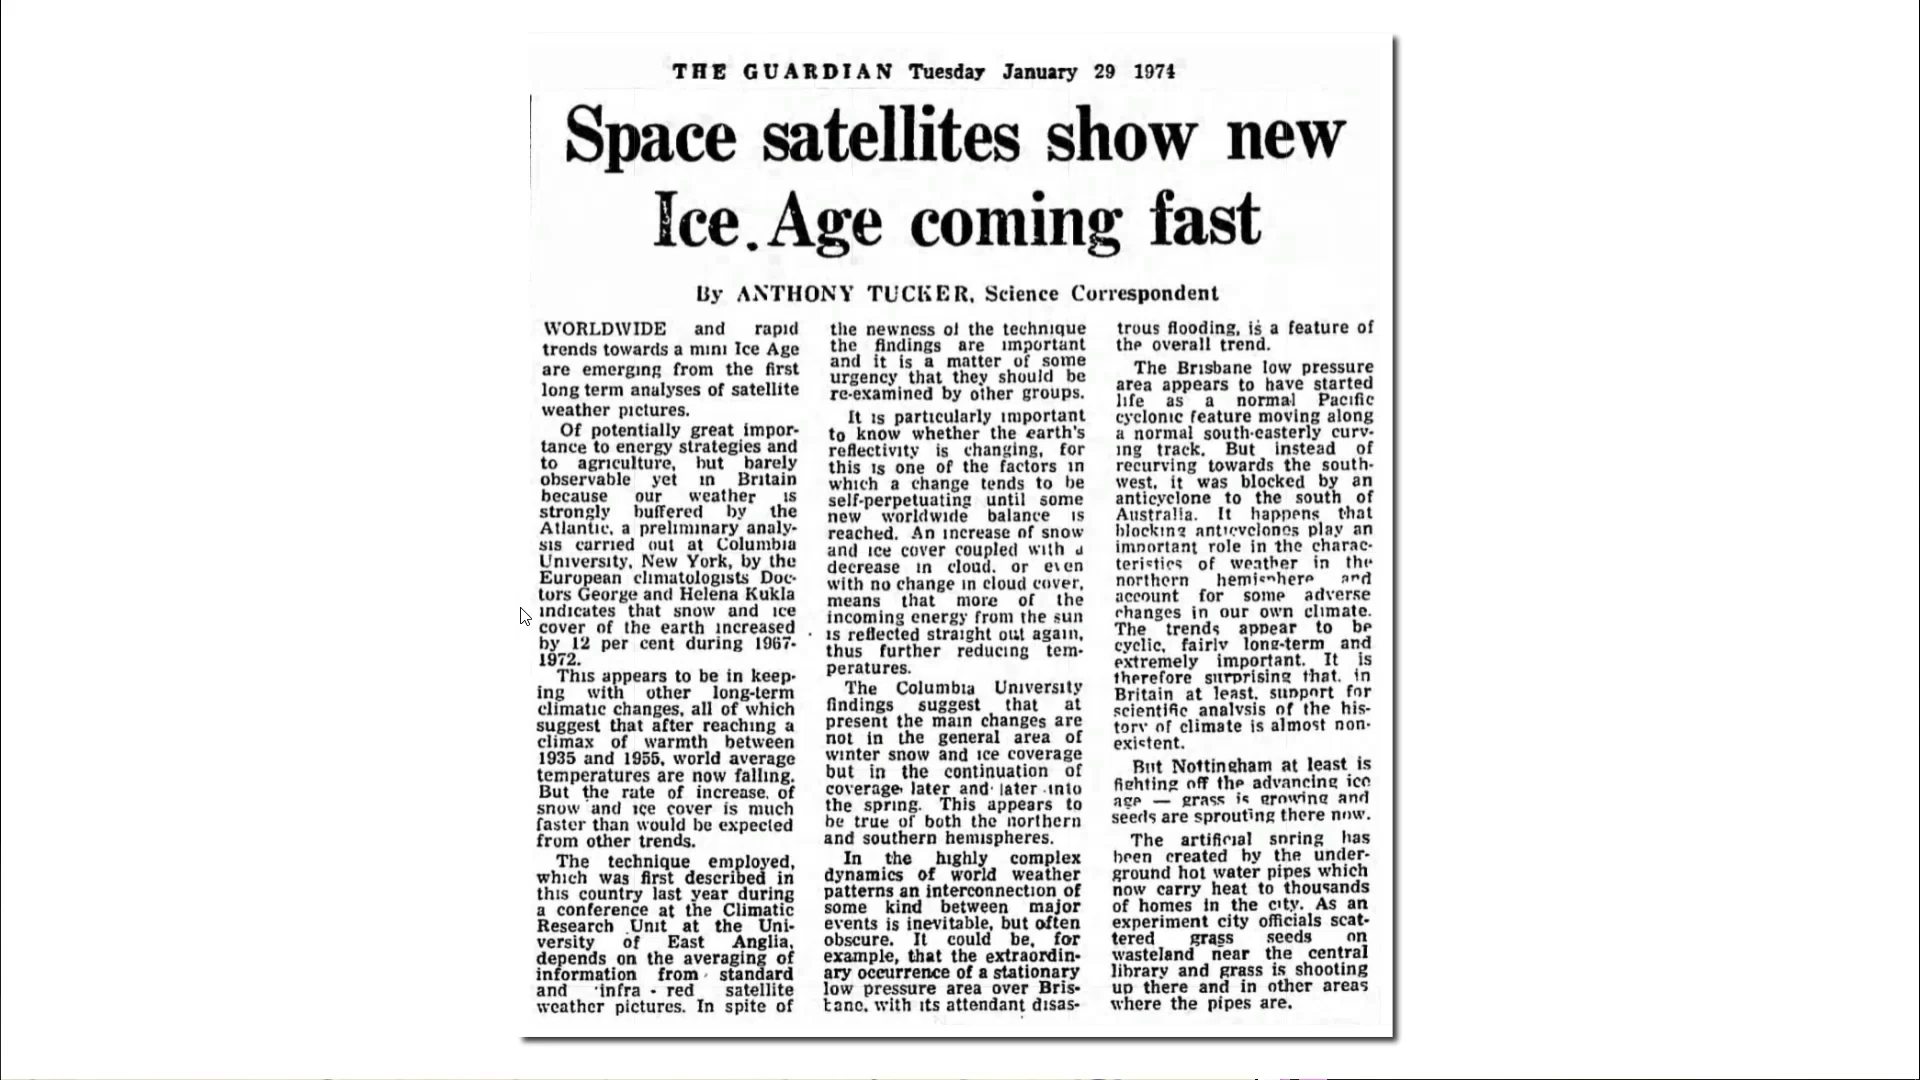 THE GUARDIAN Tuesday January 29 1974
Space satellites show new
Ice Age coming fast
By ANTHONY TUCKER, Science Correspondent
WORLDWIDE and rapid
trends towards a mini Ice Age
are emerging from the first
long term analyses of satellite
weather pictures.
Of potentially great impor-
tance to energy strategies and
to agriculture, but barely
observable yet in Britain
because our weather is
strongly buffered by the
Atlantic, a preliminary analy-
sis carried out at Columbia
University, New York, by the
European climatologists Doc-
tors George and Helena Kukla
indicates that snow and ice
cover of the earth increased
by 12 per cent during 1967-
1972.
This appears to be in keep-
ing with other long-term
climatic changes, all of which
suggest that after reaching a
climax of warmth between
1935 and 1955, world average
temperatures are now falling.
But the rate of increase of
snow and ice cover is much
faster than would be expected
from other trends.
The technique employed,
which was first described in
this country last year during
a conference at the Climatic
Research Unit at the Uni-
versity of East Anglia,
depends on the averaging of
information from standard
and infra - red satellite
weather pictures. In spite of
the newness of the technique
the findings are important
and it is a matter of some
urgency that they should be
re-examined by other groups.
It is particularly important
to know whether the earth's
reflectivity is changing, for
this is one of the factors in
which a change tends to be
self-perpetuating until some
new worldwide balance is
reached. An increase of snow
and ice cover coupled with a
decrease in cloud, or even
with no change in cloud cover,
means that more of the
incoming energy from the sun
is reflected straight out again,
thus further reducing tem-
peratures.
The Columbia University
findings suggest that at
present the main changes are
not in the general area of
winter snow and ice coverage
but in the continuation of
coverage later and later into
the spring. This appears to
be true of both the northern
and southern hemispheres.
In the highly complex
dynamics of world weather
patterns an interconnection of
some kind between major
events is inevitable, but often
obscure. It could be, for
example, that the extraordin-
ary occurrence of a stationary
low pressure area over Bris-
bane, with its attendant disas-
trous flooding, is a feature of
the overall trend.
The Brisbane low pressure
area appears to have started
life as a normal Pacific
cyclonic feature moving along
a normal south-easterly curv-
ing track. But instead of
recurving towards the south-
west, it was blocked by an
anticyclone to the south of
Australia. It happens that
blocking anticyclones play an
important role in the charac-
teristics of weather in the
northern hemisphere and
account for some adverse
changes in our own climate.
The trends appear to be
cyclic, fairly long-term and
extremely important. It is
therefore surprising that, in
Britain at least, support for
scientific analysis of the his-
tory of climate is almost non-
existent.
But Nottingham at least is
fighting off the advancing ice
age — grass is growing and
seeds are sprouting there now.
The artificial spring has
been created by the under-
ground hot water pipes which
now carry heat to thousands
of homes in the city. As an
experiment city officials scat-
tered grass seeds on
wasteland near the central
library and grass is shooting
up there and in other areas
where the pipes are.